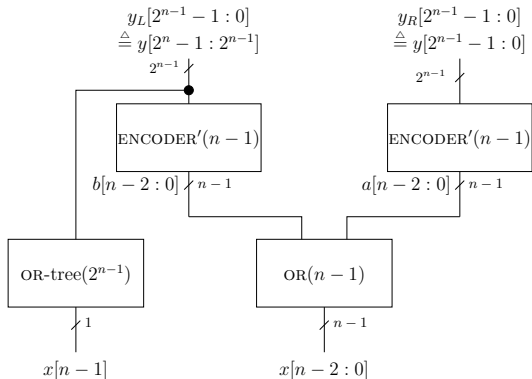 y_L[2^{n-1} − 1 : 0]
≜ y[2^n − 1 : 2^{n−1}]
y_R[2^{n-1} − 1 : 0]
≜ y[2^{n-1} − 1 : 0]
2^{n−1}
2^{n−1}
ENCODER′(n − 1)
ENCODER′(n − 1)
b[n − 2 : 0]
n − 1
a[n − 2 : 0]
n − 1
OR-tree(2^{n−1})
OR(n − 1)
1
n − 1
x[n − 1]
x[n − 2 : 0]